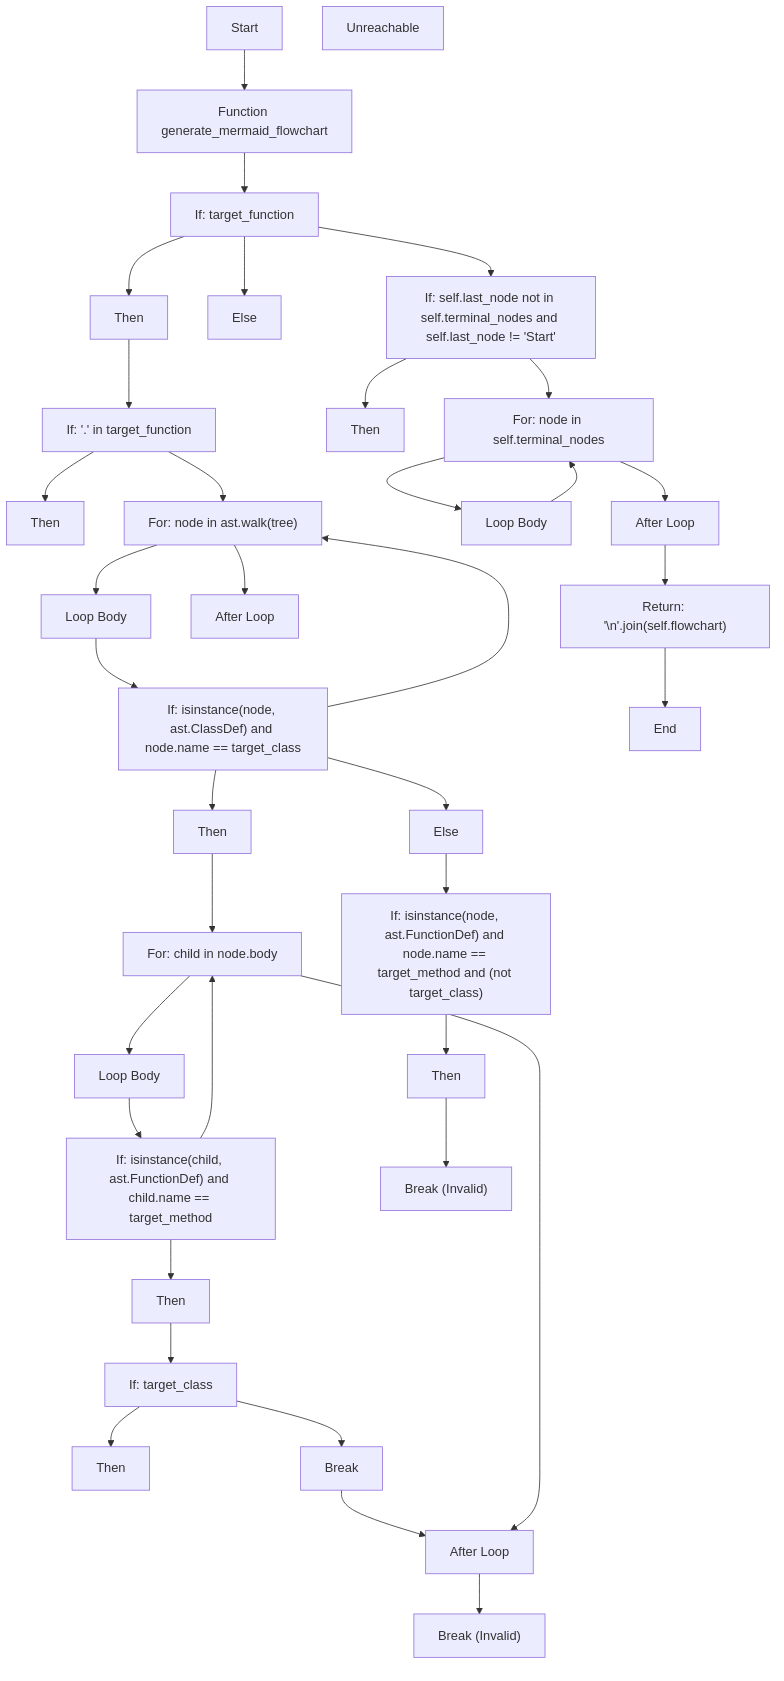 Start
Unreachable
Function
generate_mermaid_flowchart
If: target_function
Then
Else
If: self.last_node not in
self.terminal_nodes and
self.last_node != 'Start'
If: '.' in target_function
Then
For: node in
self.terminal_nodes
Then
For: node in ast.walk(tree)
Loop Body
After Loop
Loop Body
After Loop
Return:
'\n'.join(self.flowchart)
If: isinstance(node,
ast.ClassDef) and
node.name == target_class
End
Then
Else
For: child in node.body
If: isinstance(node,
ast.FunctionDef) and
node.name ==
target_method and (not
target_class)
Loop Body
Then
If: isinstance(child,
ast.FunctionDef) and
child.name ==
target_method
Break (Invalid)
Then
If: target_class
Then
Break
After Loop
Break (Invalid)